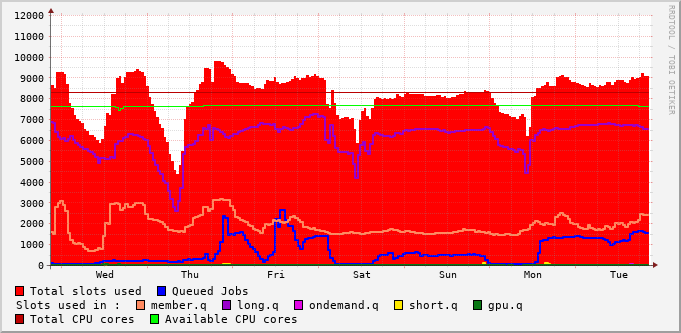 12000
11000
10000
9000
8000
7000
6000
5000
4000
3000
2000
1000
0
Wed Thu Fri Sat Sun Mon Tue
RRDTOOL / TOBI OETIKER
Total slots used Queued Jobs
Slots used in : member.q long.q ondemand.q short.q gpu.q
Total CPU cores Available CPU cores